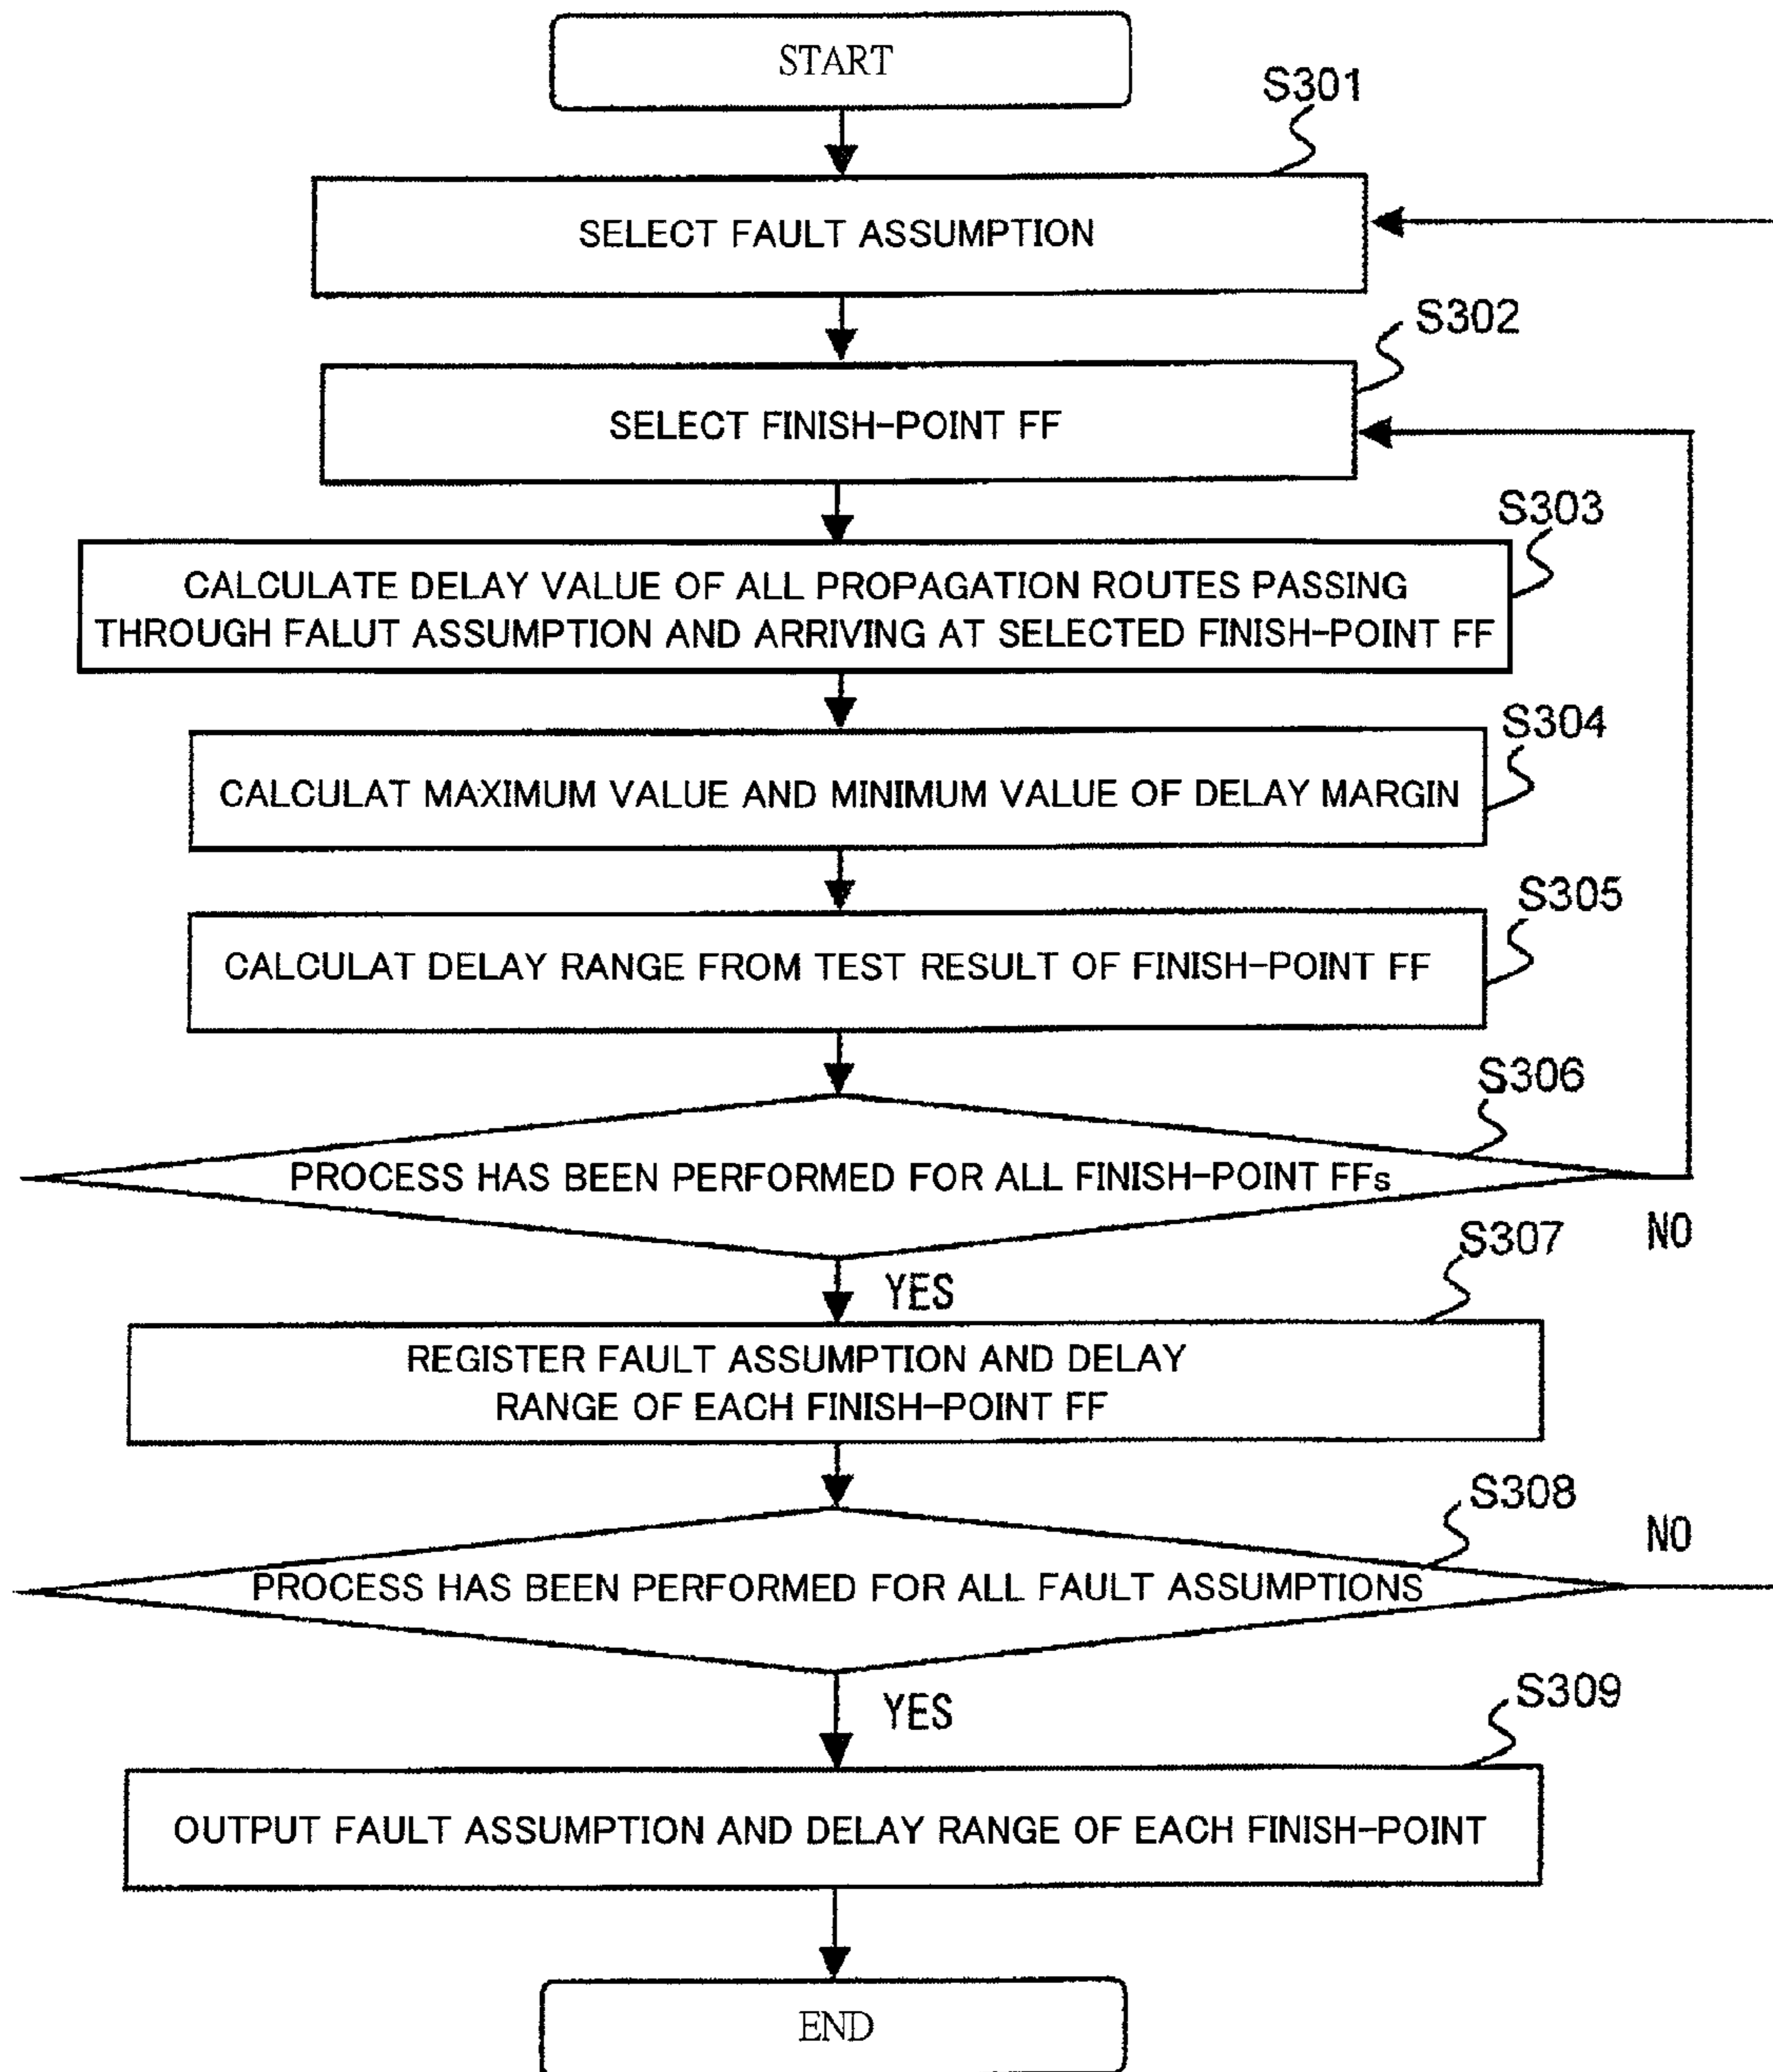 START
S301
SELECT FAULT ASSUMPTION
S302
SELECT FINISH-POINT FF
S303
CALCULATE DELAY VALUE OF ALL PROPAGATION ROUTES PASSING
THROUGH FALUT ASSUMPTION AND ARRIVING AT SELECTED FINISH-POINT FF
S304
CALCULAT MAXIMUM VALUE AND MINIMUM VALUE OF DELAY MARGIN
S305
CALCULAT DELAY RANGE FROM TEST RESULT OF FINISH-POINT FF
S306
PROCESS HAS BEEN PERFORMED FOR ALL FINISH-POINT FFs
NO
YES
S307
REGISTER FAULT ASSUMPTION AND DELAY
RANGE OF EACH FINISH-POINT FF
S308
NO
PROCESS HAS BEEN PERFORMED FOR ALL FAULT ASSUMPTIONS
YES
S309
OUTPUT FAULT ASSUMPTION AND DELAY RANGE OF EACH FINISH-POINT
END